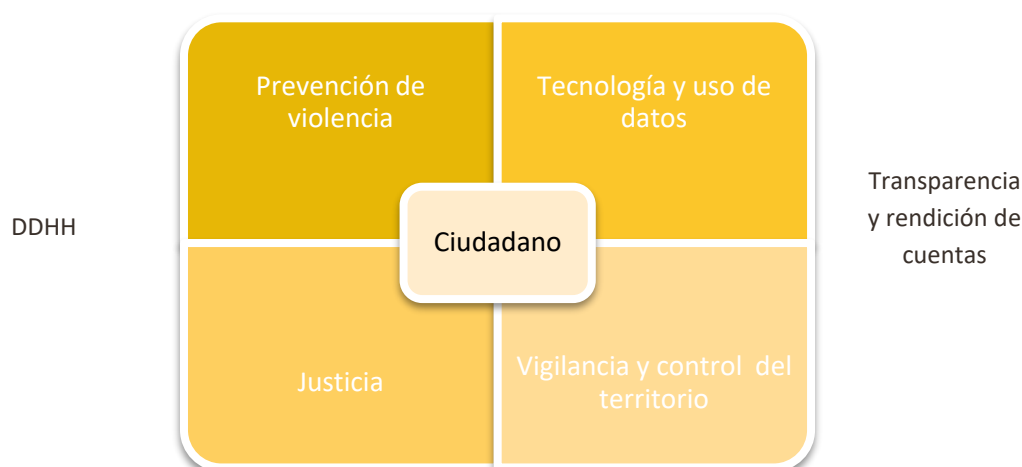 Prevención de
violencia
Tecnología y uso de
datos
DDHH
Ciudadano
Transparencia
y rendición de
cuentas
Justicia
Vigilancia y control del
territorio